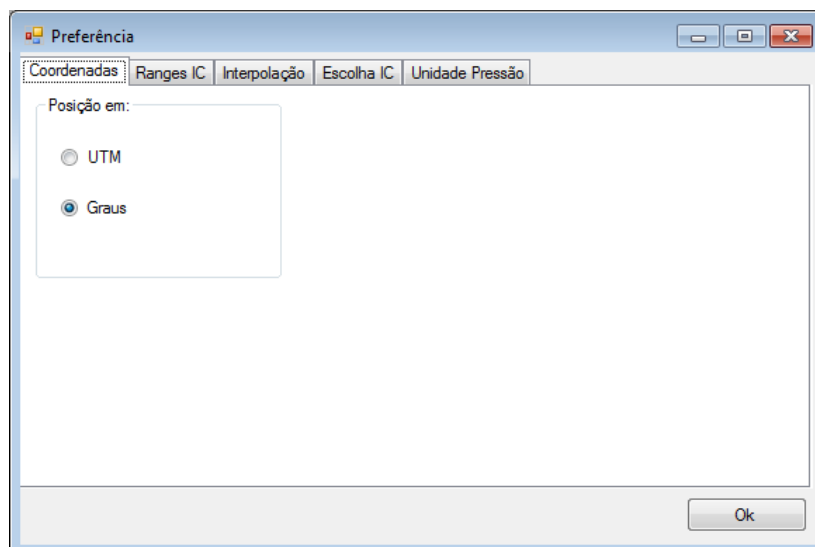 Preferência
Coordenadas Ranges IC Interpolação Escolha IC Unidade Pressão
Posição em:
UTM
Graus
Ok